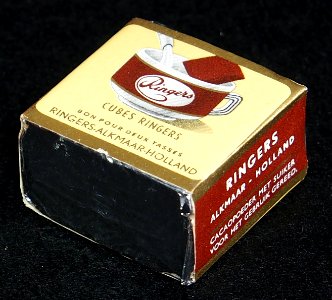 Ringers
CUBES RINGERS
BON POUR DEUX TASSES
RINGERS-ALKMAAR-HOLLAND
RINGERS
ALKMAAR - HOLLAND
CACAOPOEDER MET SUIKER
VOOR HET GEBRUIK GEREED.